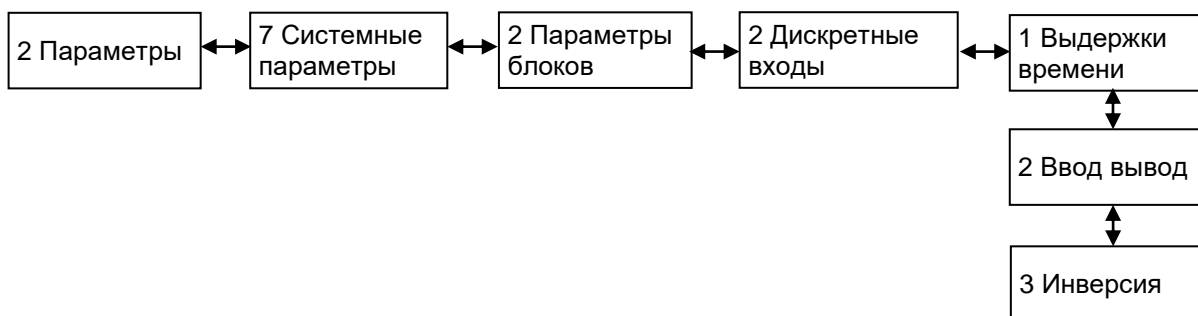 2 Параметры
7 Системные
параметры
2 Параметры
блоков
2 Дискретные
входы
1 Выдержки
времени
2 Ввод вывод
3 Инверсия